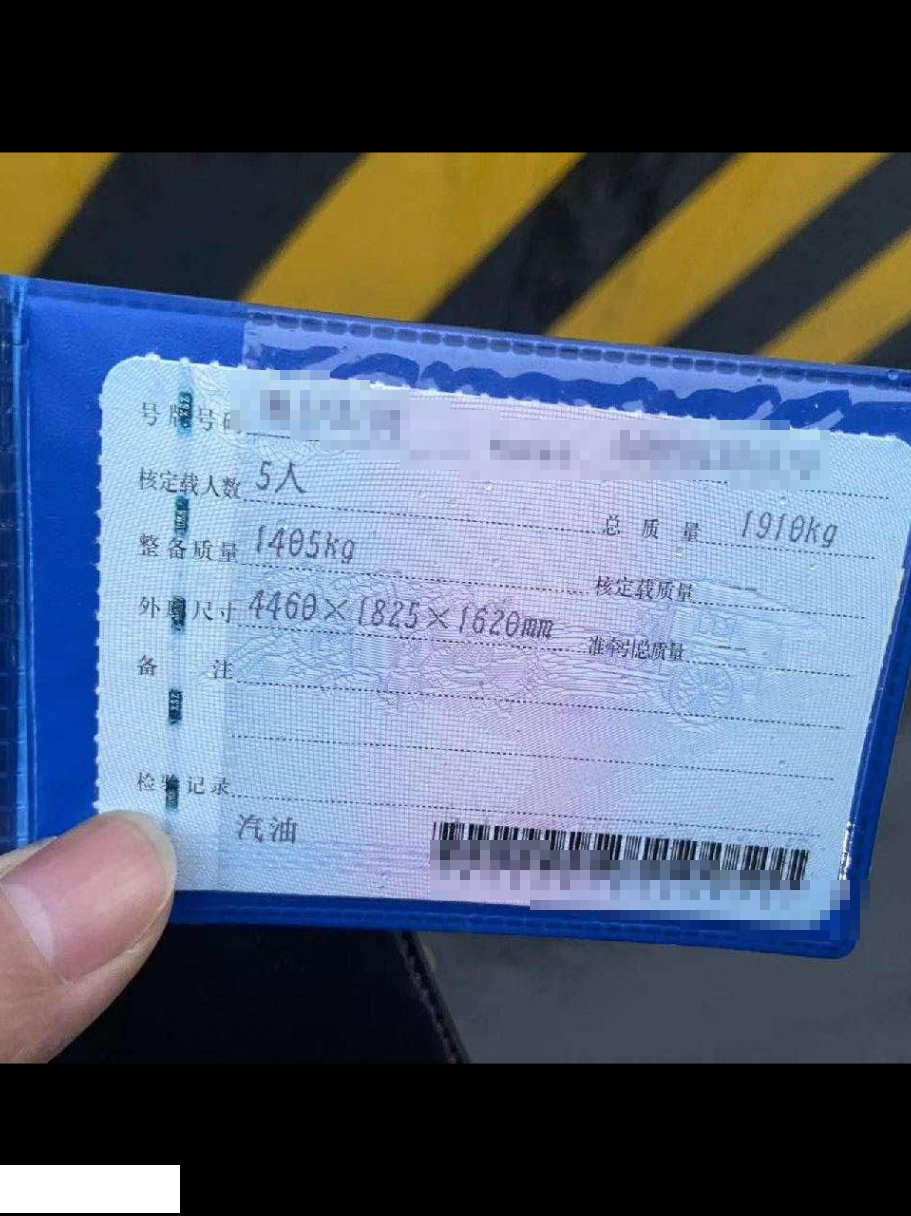 号牌号码
核定载人数 5人
总质量 1910kg
整备质量 1405kg
核定载质量 --
外廓尺寸 4460×1825×1620mm
准牵引总质量 --
备注
检验记录
汽油